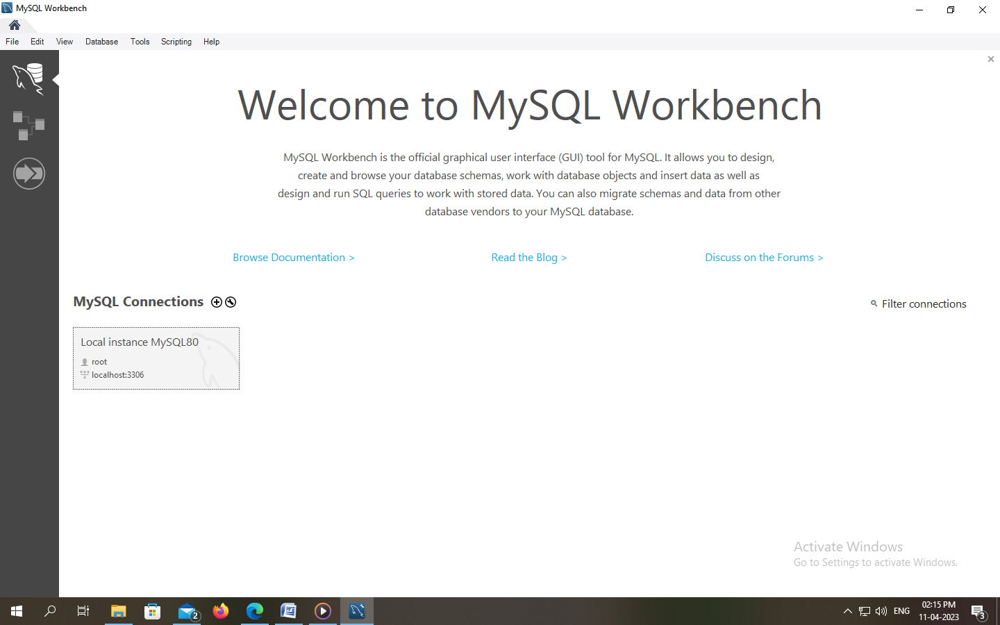 MySQL Workbench
File Edit View Database Tools Scripting Help
Welcome to MySQL Workbench
MySQL Workbench is the official graphical user interface (GUI) tool for MySQL. It allows you to design,
create and browse your database schemas, work with database objects and insert data as well as
design and run SQL queries to work with stored data. You can also migrate schemas and data from other
database vendors to your MySQL database.
Browse Documentation > Read the Blog > Discuss on the Forums >
MySQL Connections
Filter connections
Local instance MySQL80
root
localhost:3306
Activate Windows
Go to Settings to activate Windows.
2
W
ENG
02:15 PM
11-04-2023
3